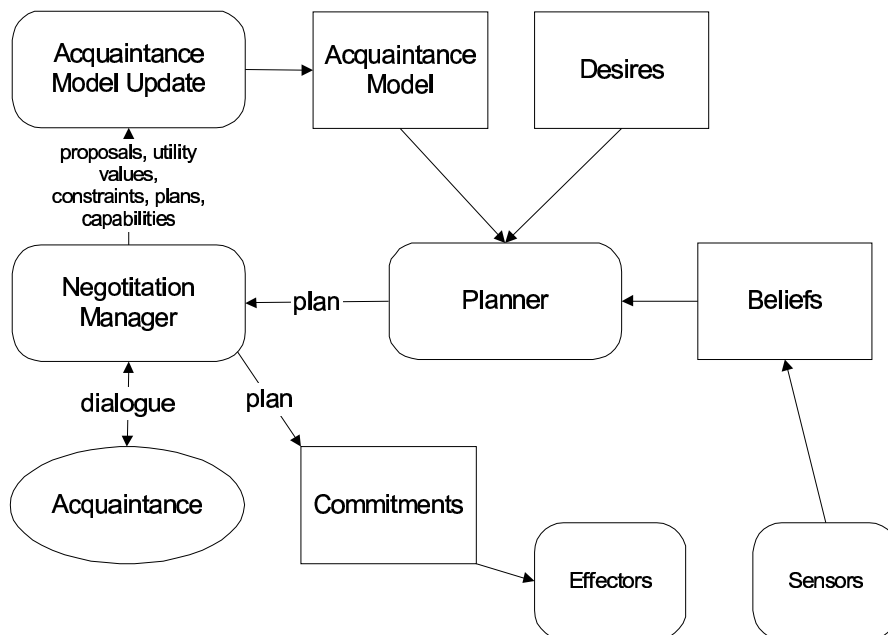 Acquaintance
Model Update
Acquaintance
Model
Desires
proposals, utility
values,
constraints, plans,
capabilities
Negotitation
Manager
plan
Planner
Beliefs
dialogue
plan
Acquaintance
Commitments
Effectors
Sensors